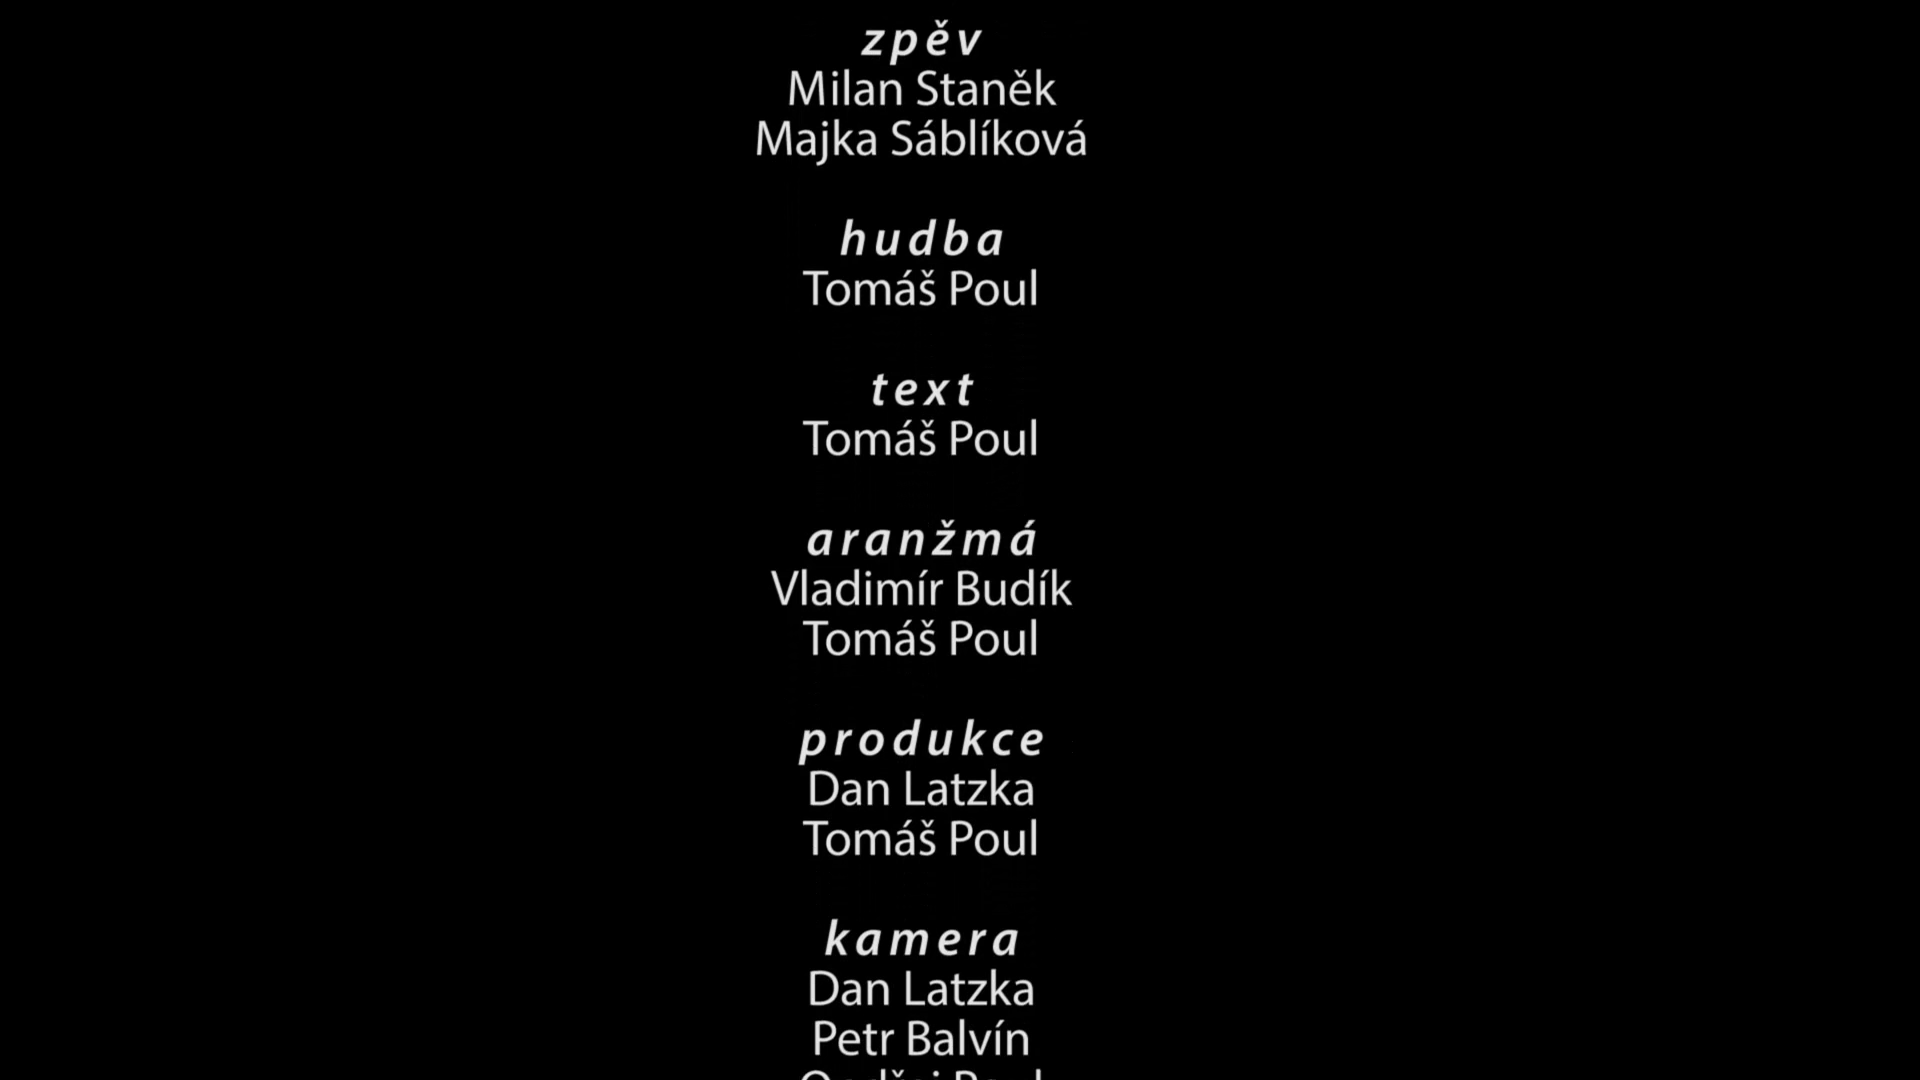 zpěv
Milan Staněk
Majka Sáblíková
hudba
Tomáš Poul
text
Tomáš Poul
aranžmá
Vladimír Budík
Tomáš Poul
produkce
Dan Latzka
Tomáš Poul
kamera
Dan Latzka
Petr Balvín